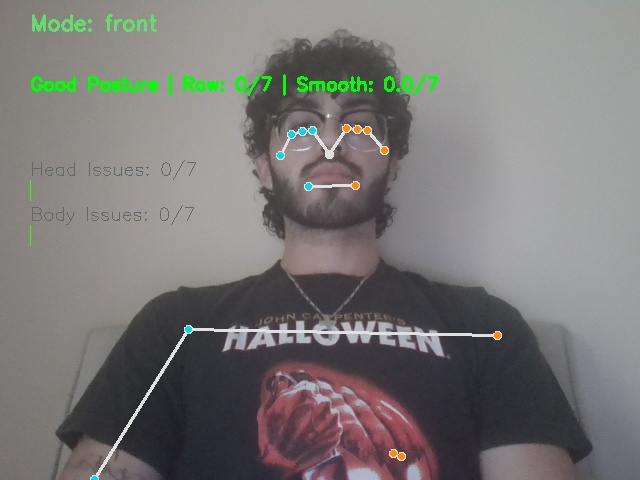 Mode: front
Good Posture | Raw: 0/7 | Smooth: 0.0/7
Head Issues: 0/7
Body Issues: 0/7
JOHN CARPENTER'S
HALLOWEEN